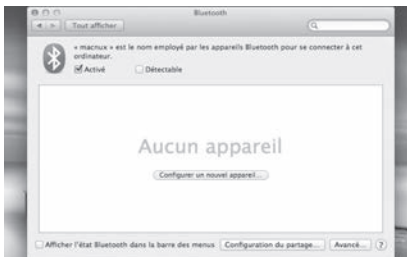 Bluetooth
Tout afficher
« macnux » est le nom employé par les appareils Bluetooth pour se connecter à cet
ordinateur.
Activé Détectable
Aucun appareil
Configurer un nouvel appareil...
Afficher l'état Bluetooth dans la barre des menus Configuration du partage... Avancé... ?